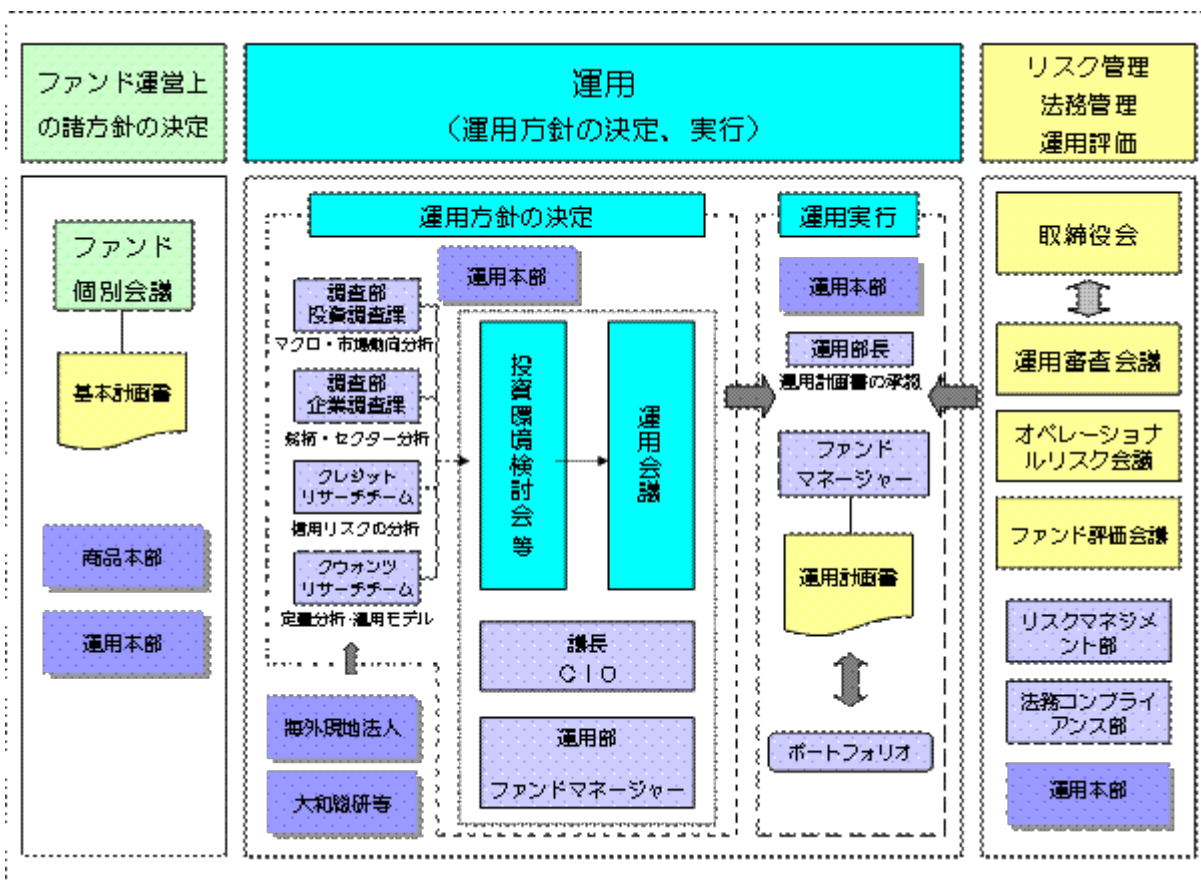 ファンド運営上
の諸方針の決定
運用
（運用方針の決定、実行）
リスク管理
法務管理
運用評価
ファンド
個別会議
基本計画書
商品本部
運用本部
運用方針の決定
運用本部
調査部
投資調査課
マクロ・市場動向分析
調査部
企業調査課
銘柄・セクター分析
クレジット
リサーチチーム
信用リスクの分析
クウォンツ
リサーチチーム
定量分析・運用モデル
海外現地法人
大和総研等
投資環境検討会等
運用会議
議長
ＣＩＯ
運用部
ファンドマネージャー
運用実行
運用本部
運用部長
運用計画書の承認
ファンド
マネージャー
運用計画書
ポートフォリオ
取締役会
運用審査会議
オペレーショナ
ルリスク会議
ファンド評価会議
リスクマネジメ
ント部
法務コンプライ
アンス部
運用本部